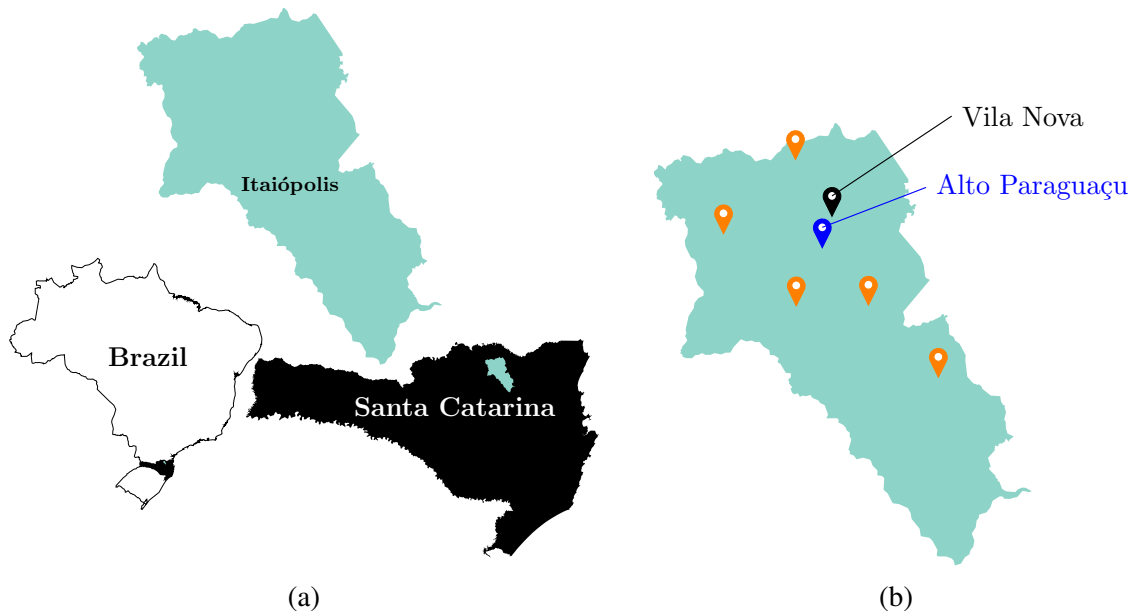 Itaiópolis
Brazil
Santa Catarina
(a)
Vila Nova
Alto Paraguaçu
(b)